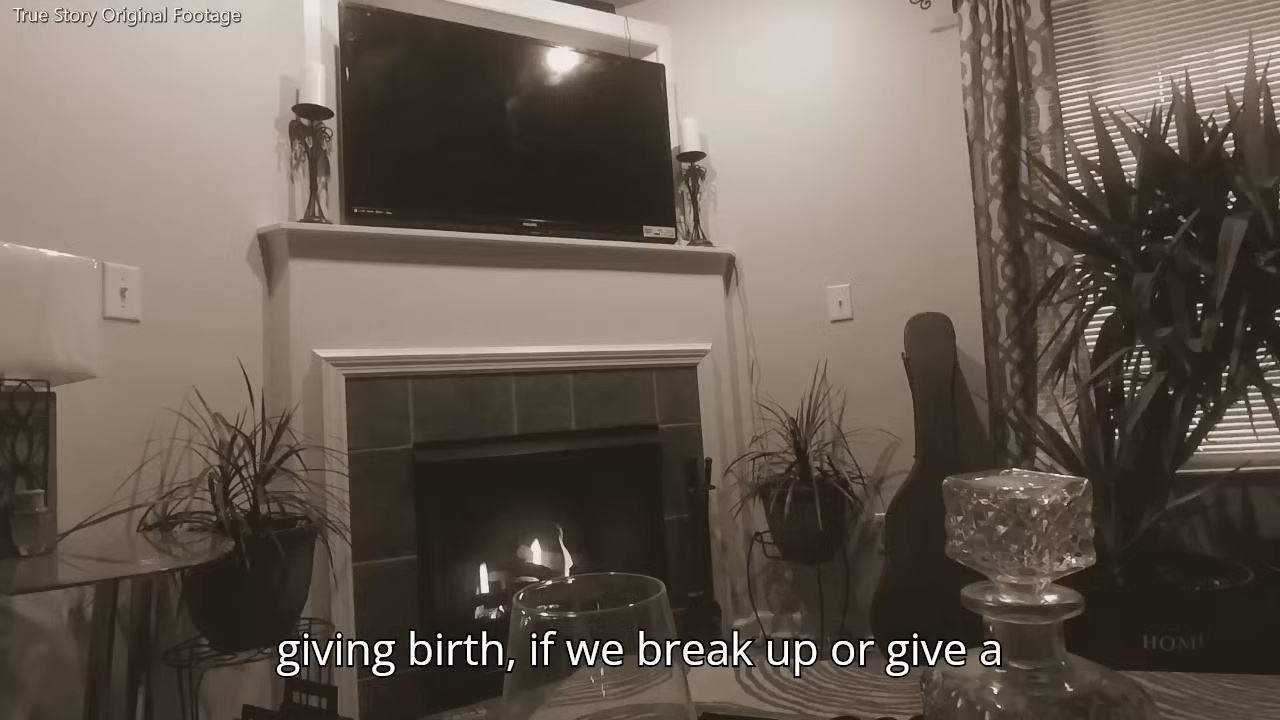 True Story Original Footage
giving birth, if we break up or give a
HOME